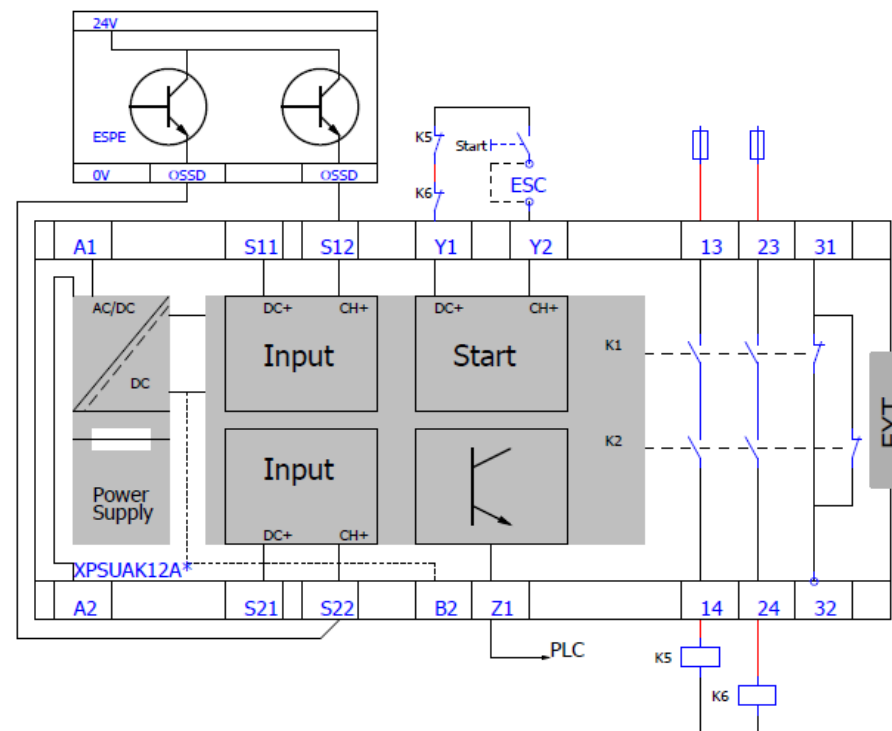 24V
ESPE
0V OSSD OSSD
K5
Start
ESC
K6
A1 S11 S12 Y1 Y2 13 23 31
AC/DC
DC
DC+ CH+
Input
DC+ CH+
Start
K1
K2
EXT
Power
Supply
Input
DC+ CH+
XPSUAK12A*
A2 S21 S22 B2 Z1 14 24 32
PLC
K5
K6